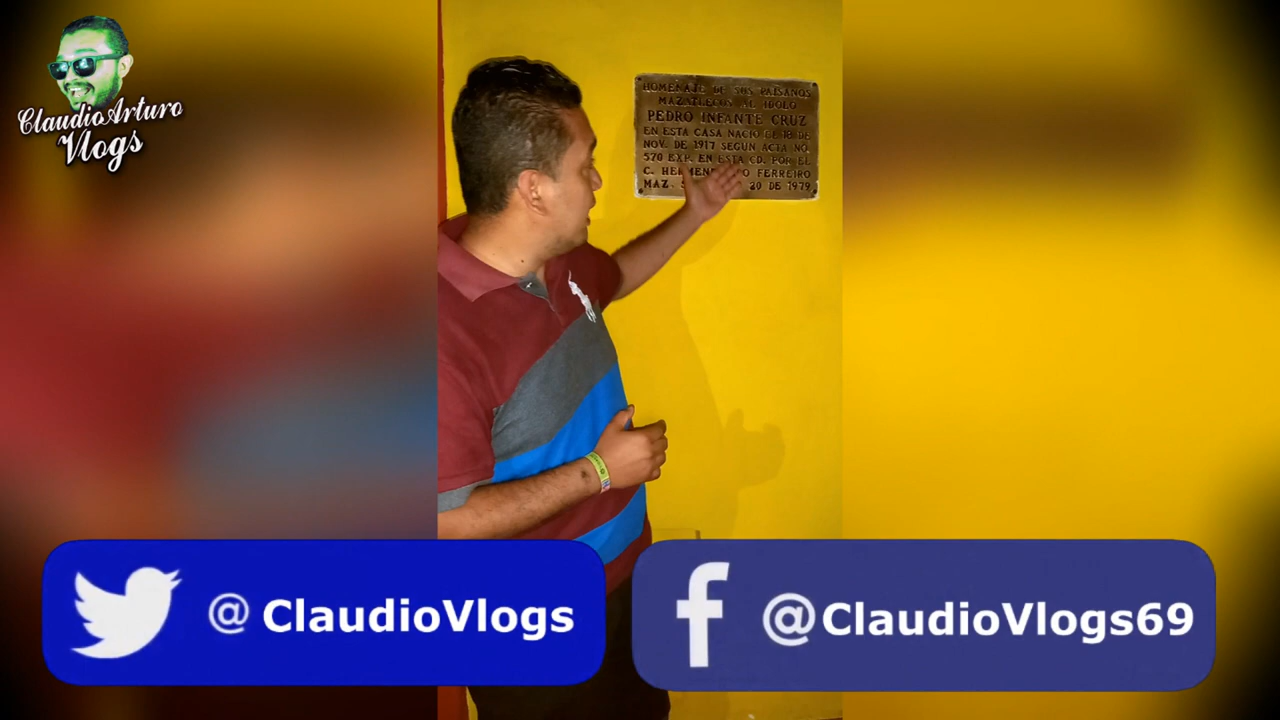 ClaudioArturo
Vlogs
HOMENAJE DE SUS PAISANOS
MAZATLECOS AL IDOLO
PEDRO INFANTE CRUZ
EN ESTA CASA NACIO EL 18 DE
NOV. DE 1917 SEGUN ACTA NO.
570 EXP. EN ESTA CD. POR EL
C. FERREIRO
MAZ. 20 DE 1979
@ ClaudioVlogs
@ClaudioVlogs69